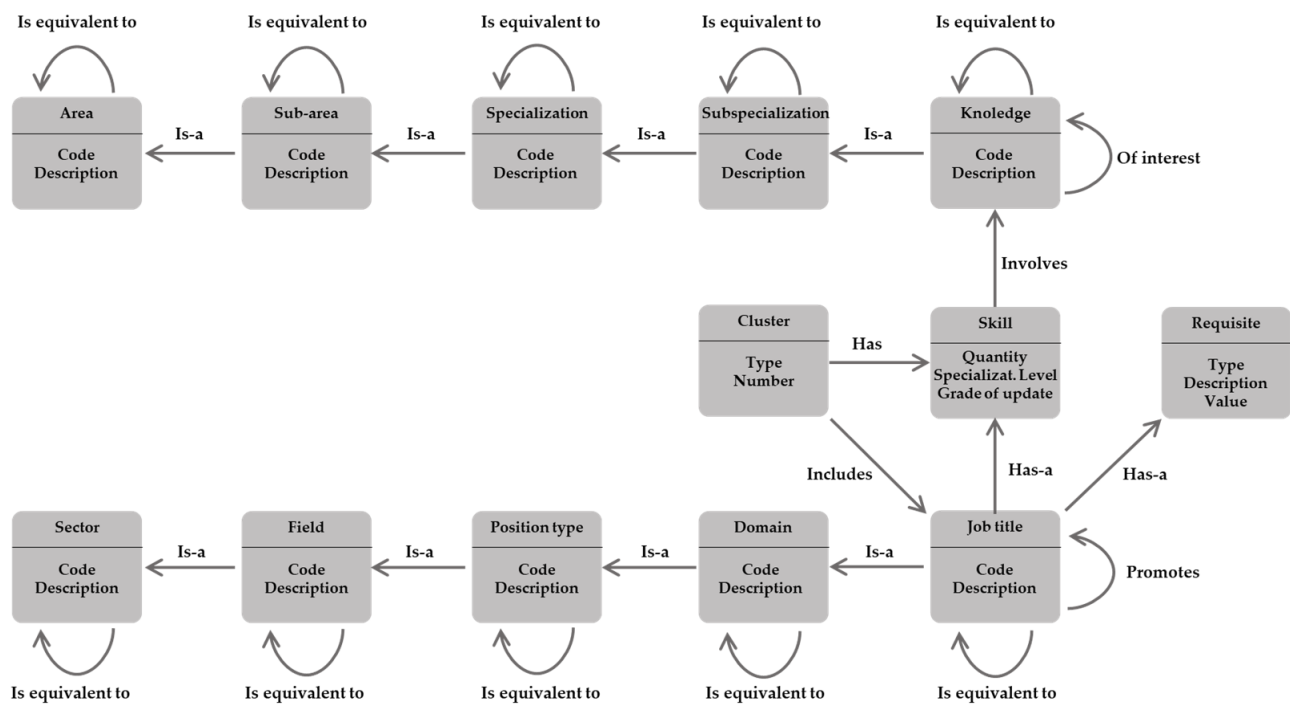 Is equivalent to Is equivalent to Is equivalent to Is equivalent to Is equivalent to
Area Sub-area Specialization Subspecialization Knoledge
Is-a Is-a Is-a Is-a
Code Code Code Code Code
Description Description Description Description Description
Of interest
Involves
Cluster Skill Requisite
Has
Type Quantity Type
Number Specializat. Level Description
Grade of update Value
Includes Has-a Has-a
Sector Field Position type Domain Job title
Is-a Is-a Is-a Is-a
Code Code Code Code Code
Description Description Description Description Description
Promotes
Is equivalent to Is equivalent to Is equivalent to Is equivalent to Is equivalent to